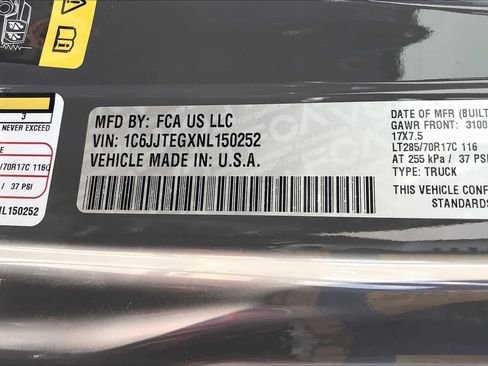 3
NEVER EXCEED
/70R17C 116
/ 37 PSI
NL150252
MFD BY: FCA US LLC
VIN: 1C6JJTEGXNL150252
VEHICLE MADE IN: U.S.A.
DATE OF MFR (BUILT
GAWR FRONT: 3100
17X7.5
LT285/70R17C 116
AT 255 kPa / 37 PSI
TYPE: TRUCK
THIS VEHICLE CONF
STANDARDS